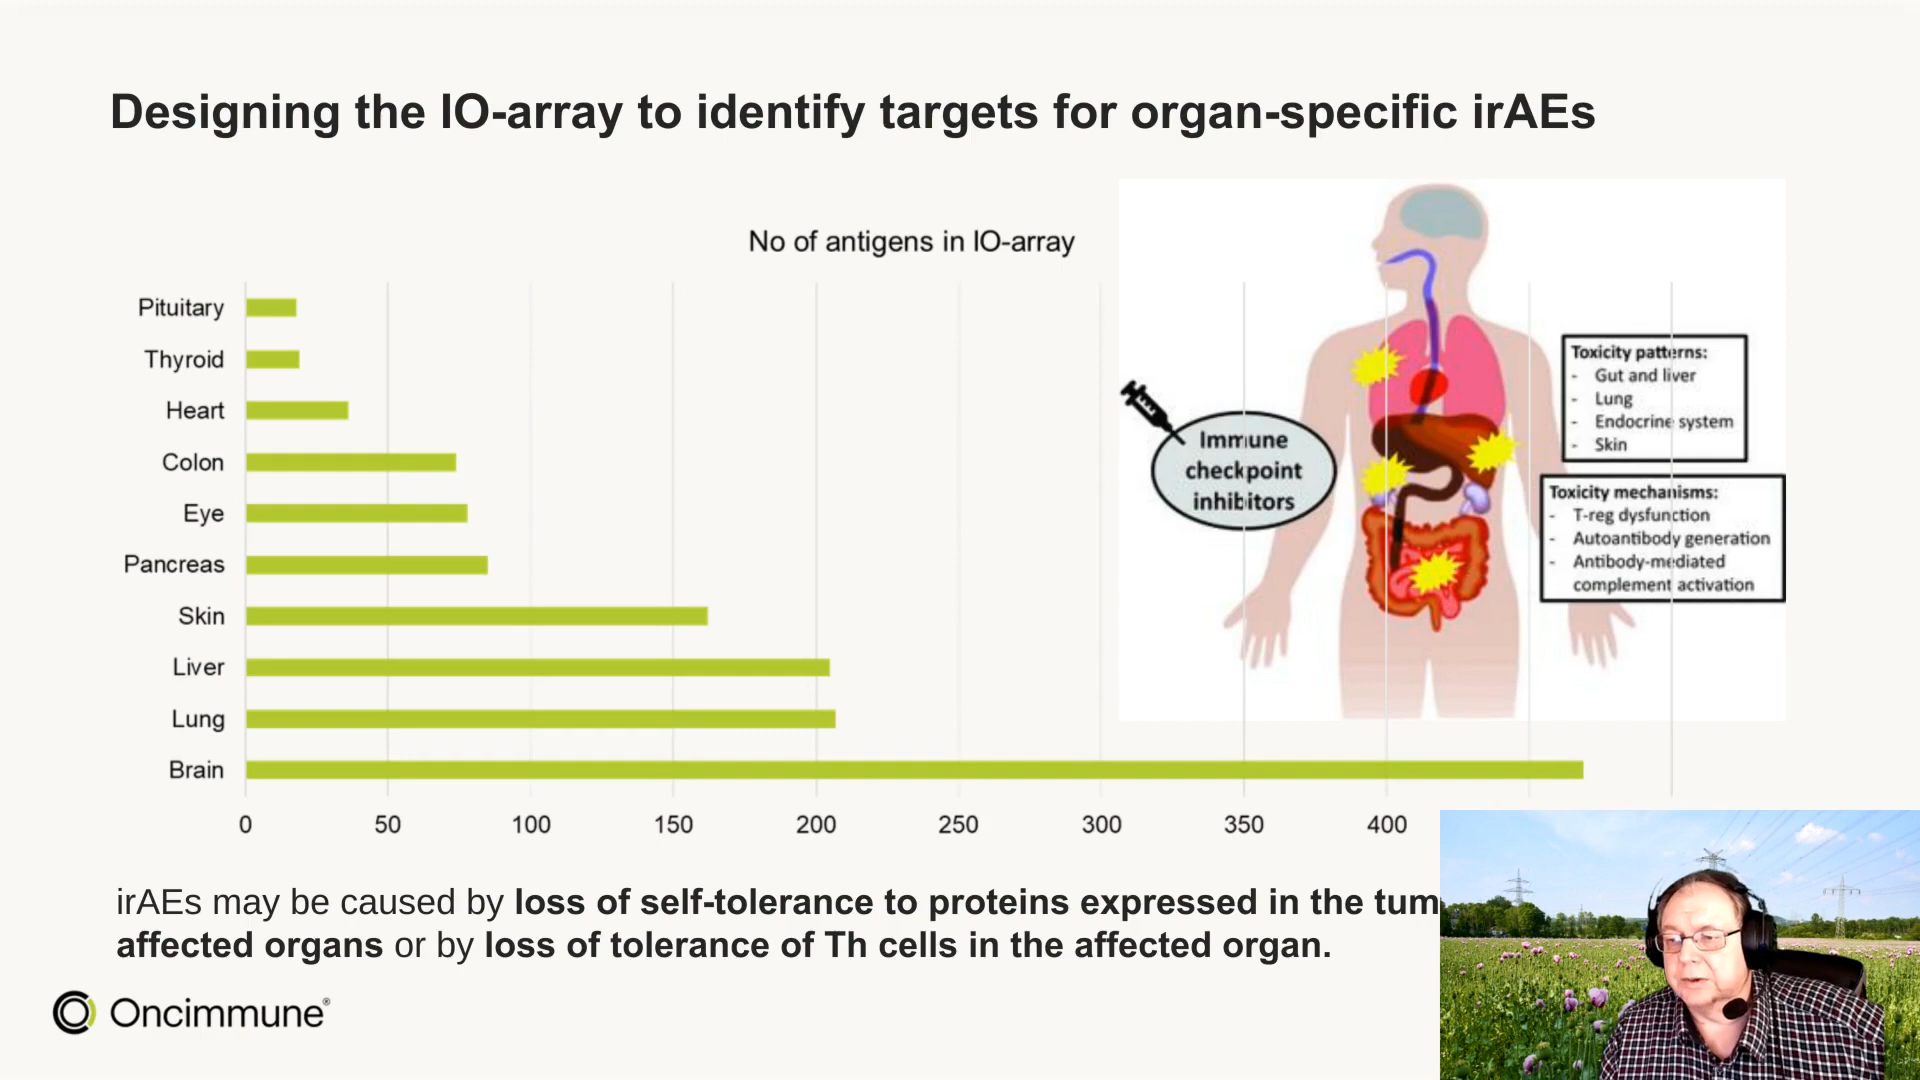 Designing the IO-array to identify targets for organ-specific irAEs
No of antigens in IO-array
Pituitary
Thyroid
Heart
Colon
Eye
Pancreas
Skin
Liver
Lung
Brain
0 50 100 150 200 250 300 350 400
Immune
checkpoint
inhibitors
Toxicity patterns:
- Gut and liver
- Lung
- Endocrine system
- Skin
Toxicity mechanisms:
- T-reg dysfunction
- Autoantibody generation
- Antibody-mediated
complement activation
irAEs may be caused by loss of self-tolerance to proteins expressed in the tum
affected organs or by loss of tolerance of Th cells in the affected organ.
Oncimmune®